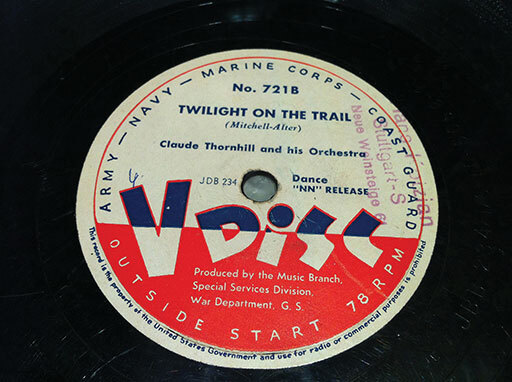 ARMY — NAVY — MARINE CORPS — COAST GUARD
No. 721B
TWILIGHT ON THE TRAIL
(Mitchell-Alter)
Claude Thornhill and his Orchestra
JDB 234
Dance
"NN" RELEASE
V DISC
Produced by the Music Branch,
Special Services Division,
War Department, G. S.
OUTSIDE START 78 RPM
This record is the property of the United States Government and use for radio or commercial purposes is prohibited
Stuttgart-S
Neue Weinsteige 6